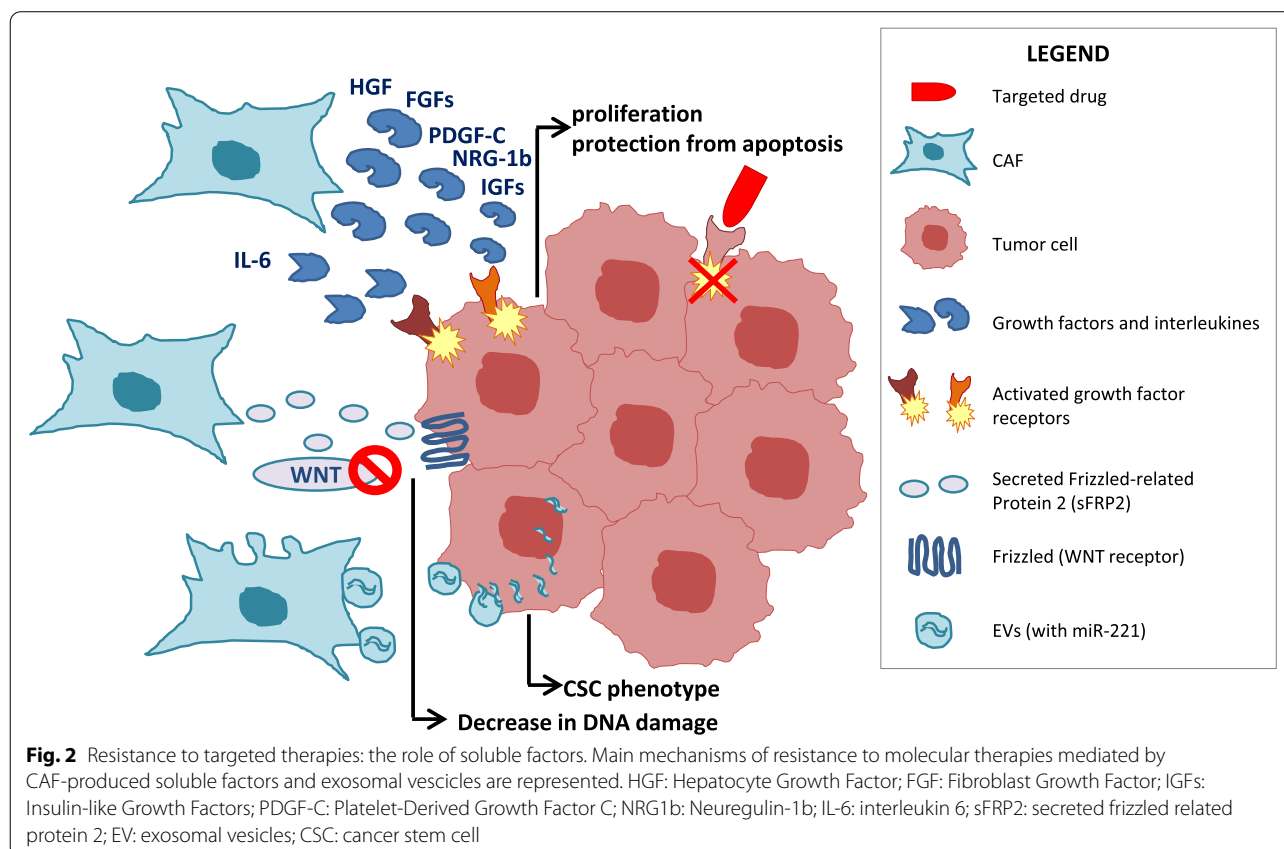 HGF
FGFs
PDGF-C
NRG-1b
IGFs
IL-6
proliferation
protection from apoptosis
WNT
CSC phenotype
Decrease in DNA damage
LEGEND
Targeted drug
CAF
Tumor cell
Growth factors and interleukines
Activated growth factor
receptors
Secreted Frizzled-related
Protein 2 (sFRP2)
Frizzled (WNT receptor)
EVs (with miR-221)
Fig. 2 Resistance to targeted therapies: the role of soluble factors. Main mechanisms of resistance to molecular therapies mediated by
CAF-produced soluble factors and exosomal vescicles are represented. HGF: Hepatocyte Growth Factor; FGF: Fibroblast Growth Factor; IGFs:
Insulin-like Growth Factors; PDGF-C: Platelet-Derived Growth Factor C; NRG1b: Neuregulin-1b; IL-6: interleukin 6; sFRP2: secreted frizzled related
protein 2; EV: exosomal vesicles; CSC: cancer stem cell